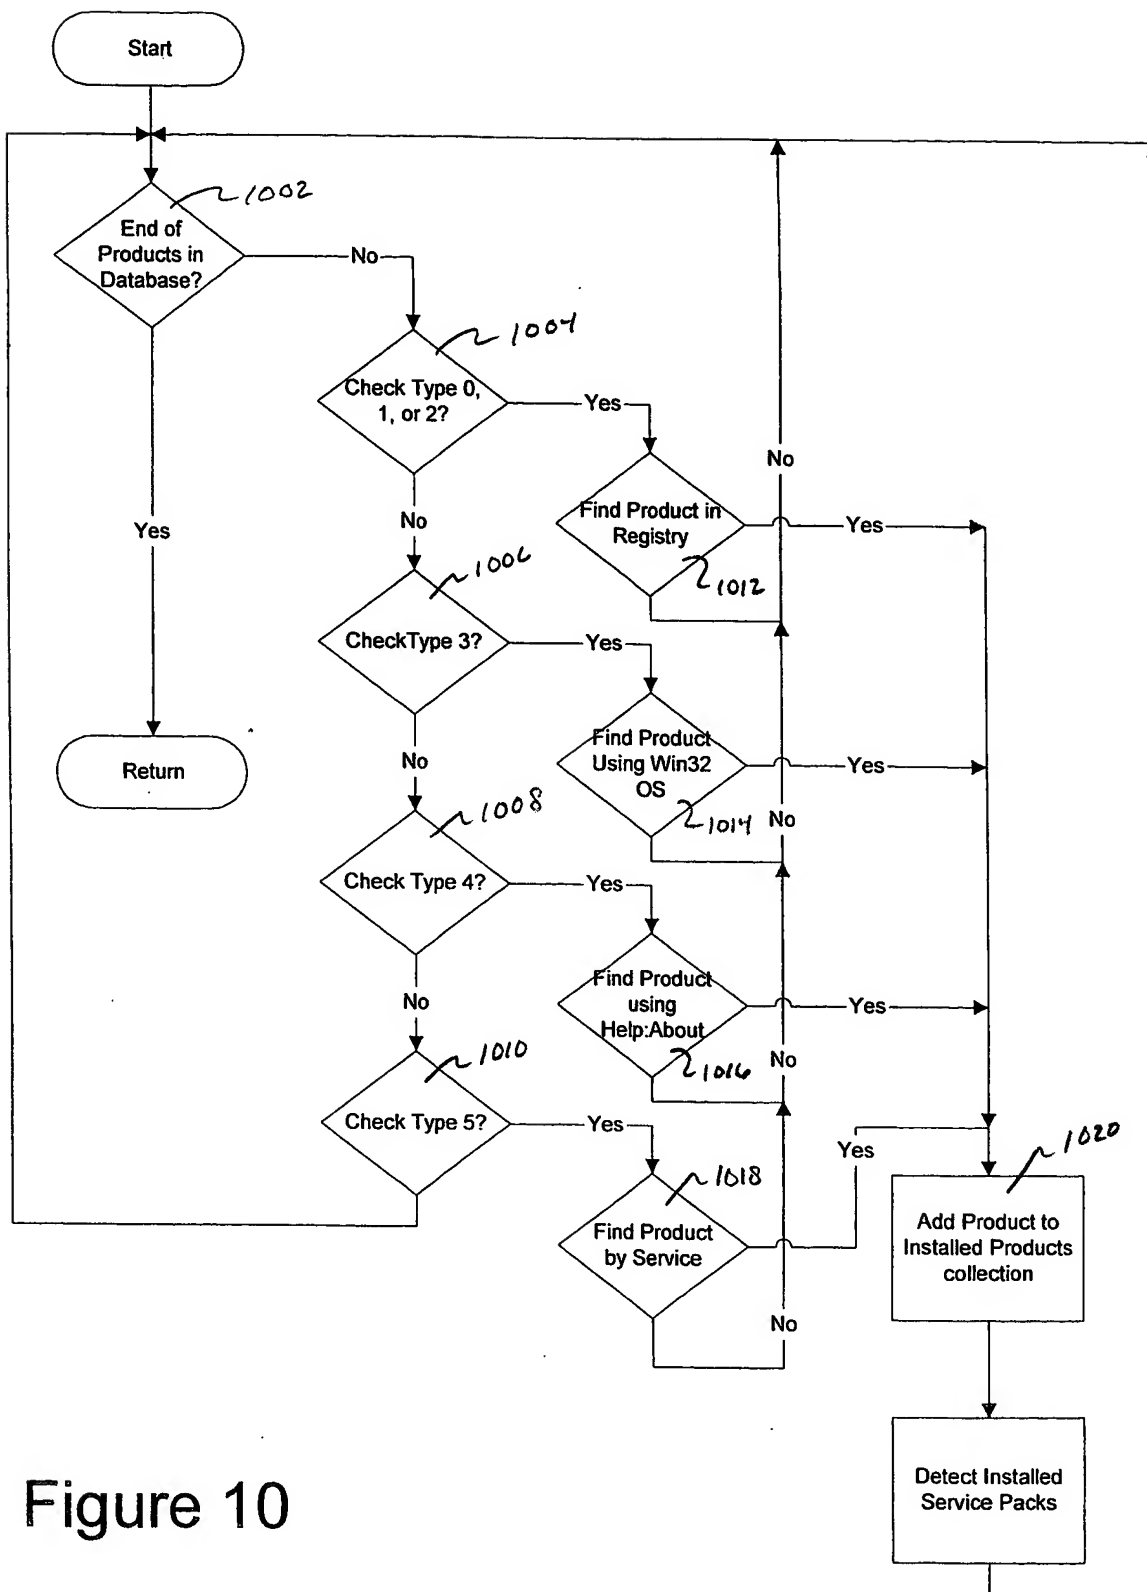 Start
1002
End of
Products in
Database?
No
1004
Check Type 0,
1, or 2?
Yes
No
Find Product in
Registry
1012
Yes
No
Yes
1006
CheckType 3?
Yes
Find Product
Using Win32
OS
1014
Yes
No
Return
No
1008
Check Type 4?
Yes
Find Product
using
Help:About
1016
Yes
No
No
1010
Check Type 5?
Yes
1018
Find Product
by Service
Yes
No
1020
Add Product to
Installed Products
collection
Detect Installed
Service Packs
Figure 10